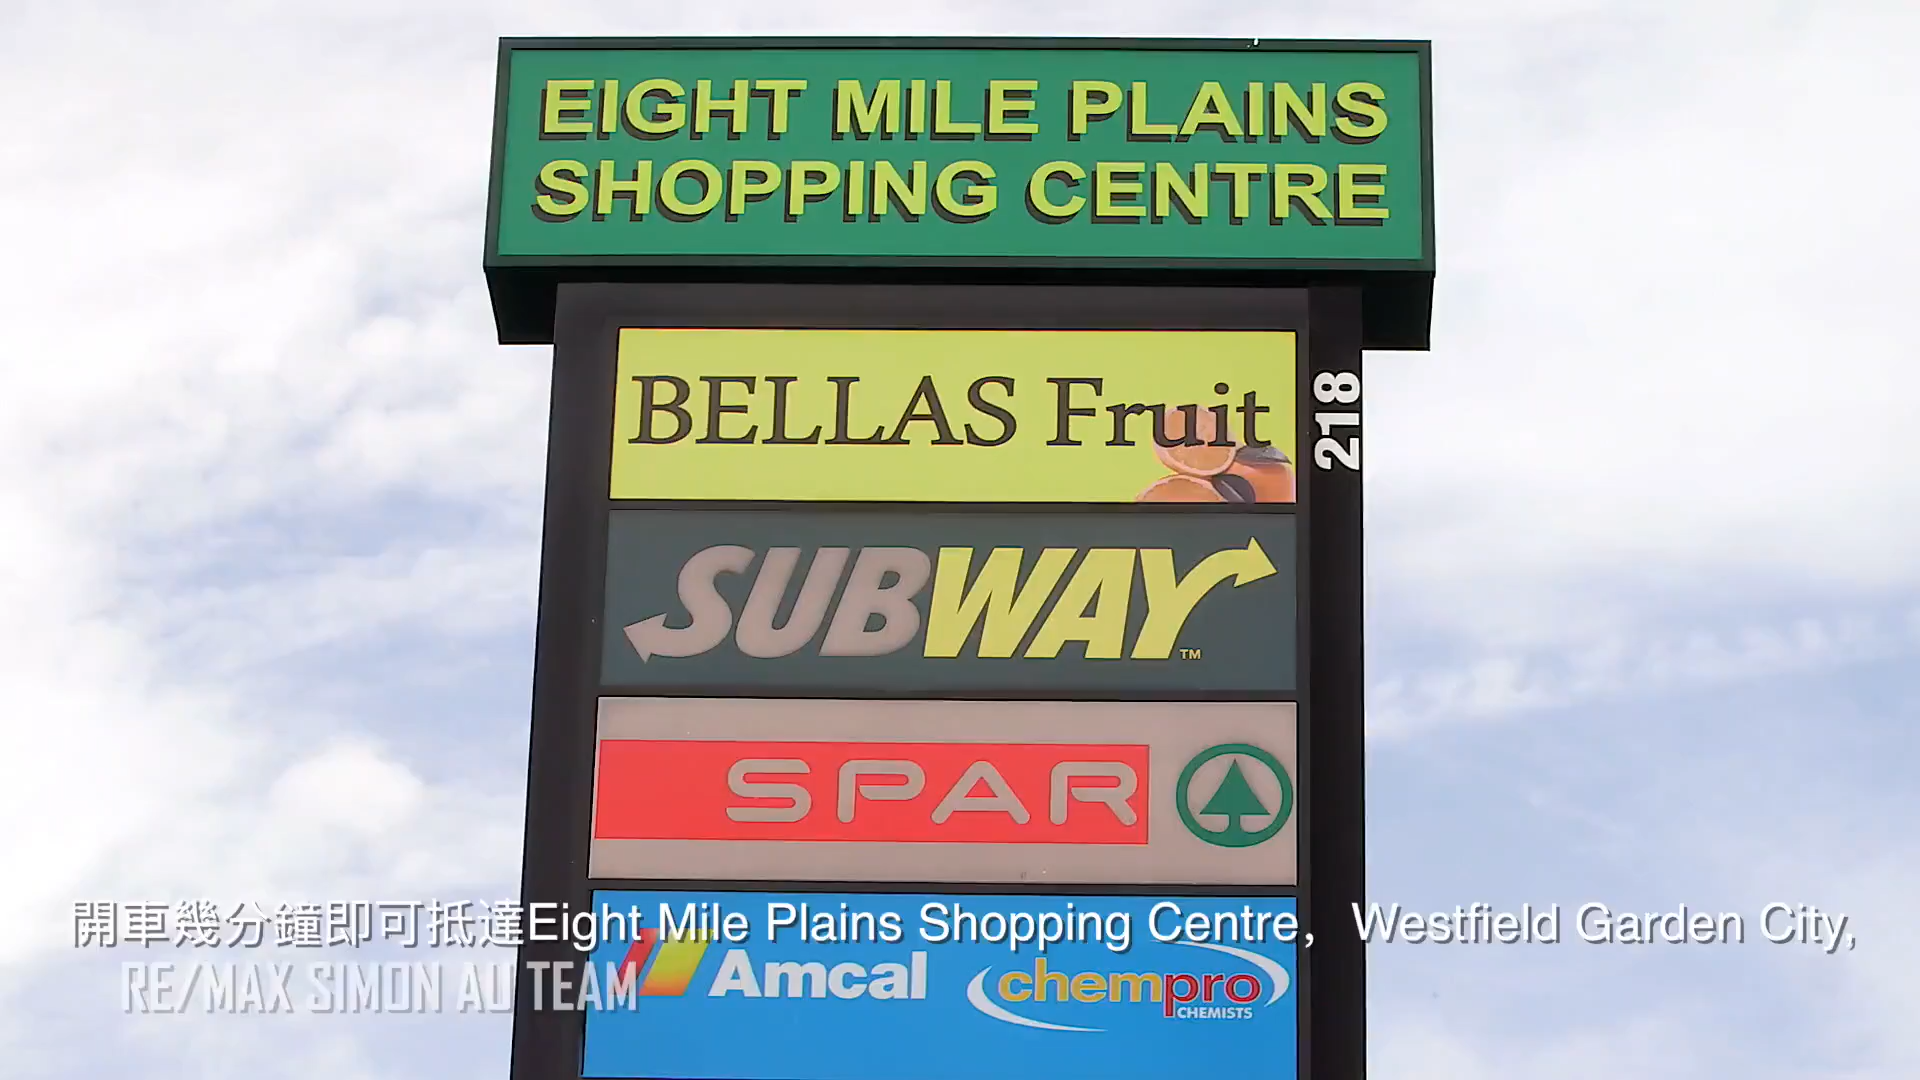 EIGHT MILE PLAINS
SHOPPING CENTRE
BELLAS Fruit
218
SUBWAY™
SPAR
開車幾分鐘即可抵達Eight Mile Plains Shopping Centre，Westfield Garden City,
RE/MAX SIMON AU TEAM
Amcal
chempro
CHEMISTS